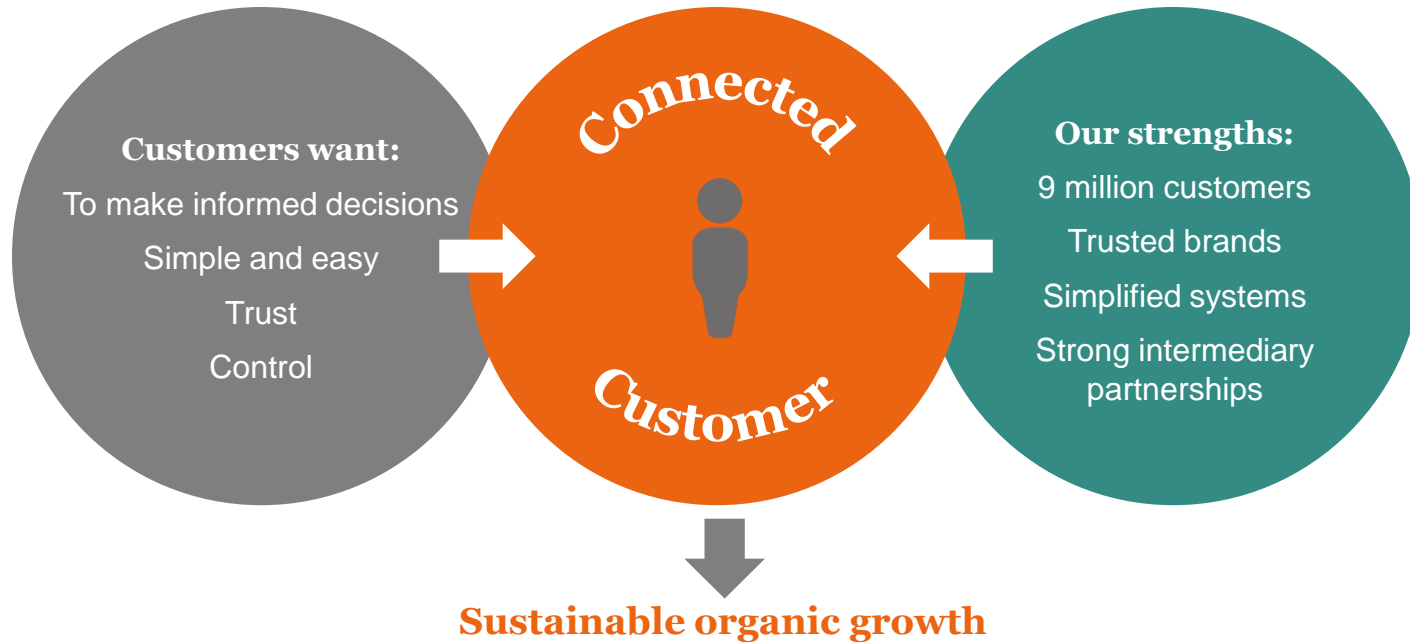 Customers want:
To make informed decisions
Simple and easy
Trust
Control
Connected
Customer
Our strengths:
9 million customers
Trusted brands
Simplified systems
Strong intermediary
partnerships
Sustainable organic growth